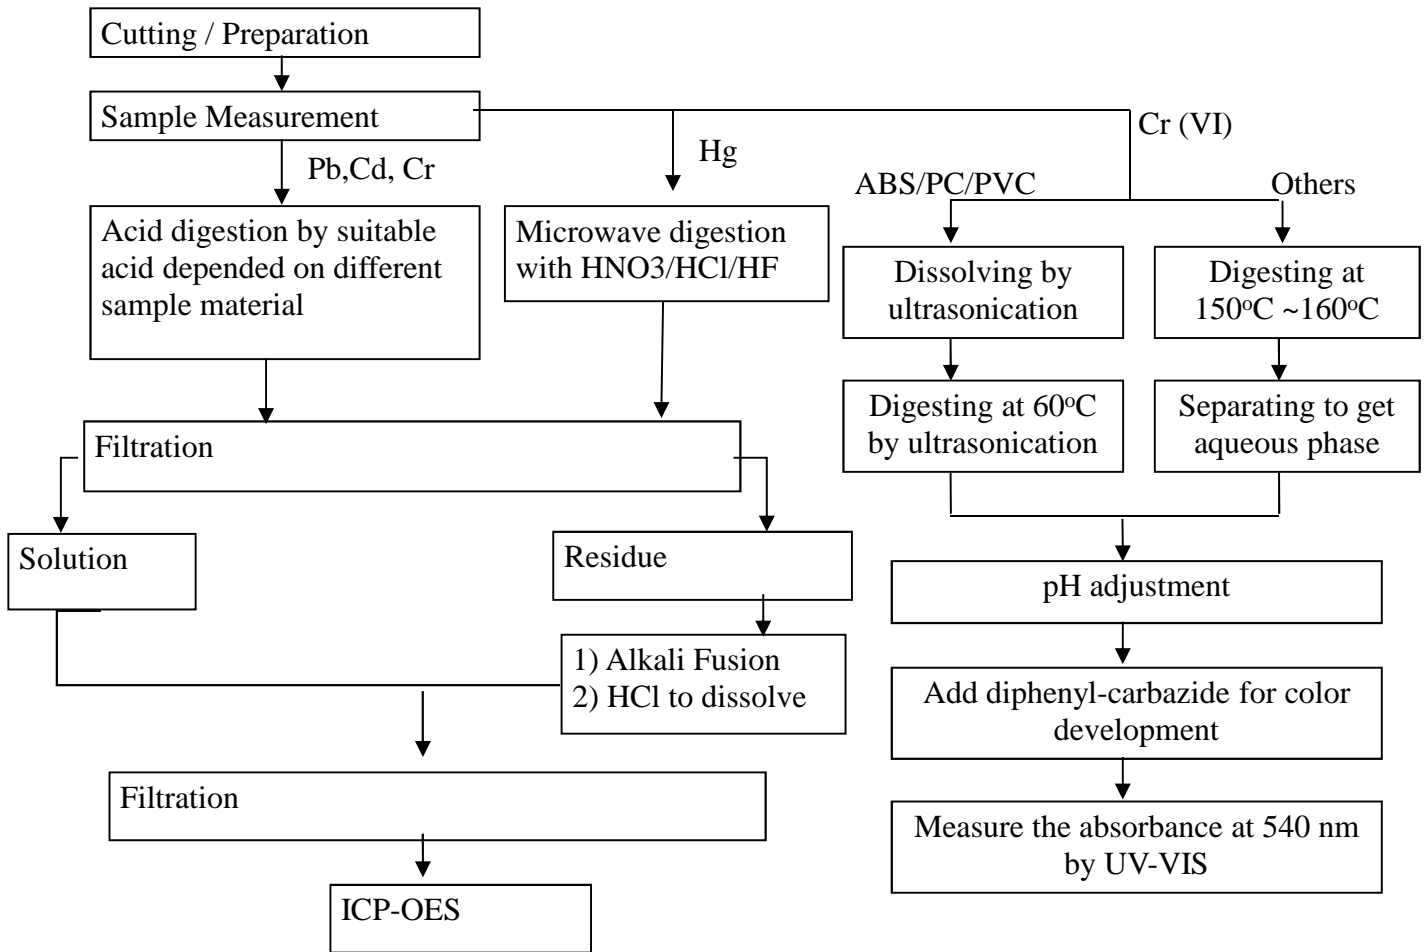 Cutting / Preparation
Sample Measurement
Cr (VI)
Hg
Pb,Cd, Cr
ABS/PC/PVC
Others
Acid digestion by suitable
acid depended on different
sample material
Microwave digestion
with HNO3/HCl/HF
Dissolving by
ultrasonication
Digesting at
150°C ~160°C
Digesting at 60°C
by ultrasonication
Separating to get
aqueous phase
Filtration
Solution
Residue
pH adjustment
1) Alkali Fusion
2) HCl to dissolve
Add diphenyl-carbazide for color
development
Filtration
Measure the absorbance at 540 nm
by UV-VIS
ICP-OES